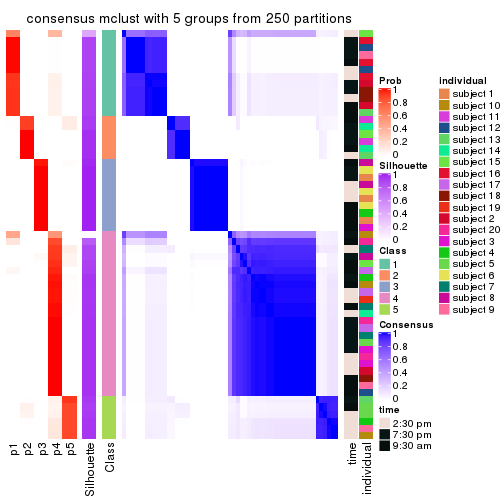 consensus mclust with 5 groups from 250 partitions
Prob
1
0.8
0.6
0.4
0.2
0
Silhouette
1
0.8
0.6
0.4
0.2
0
Class
1
2
3
4
5
Consensus
1
0.8
0.6
0.4
0.2
0
time
2:30 pm
7:30 pm
9:30 am
individual
subject 1
subject 10
subject 11
subject 12
subject 13
subject 14
subject 15
subject 16
subject 17
subject 18
subject 19
subject 2
subject 20
subject 3
subject 4
subject 5
subject 6
subject 7
subject 8
subject 9
p1
p2
p3
p4
p5
Silhouette
Class
time
individual